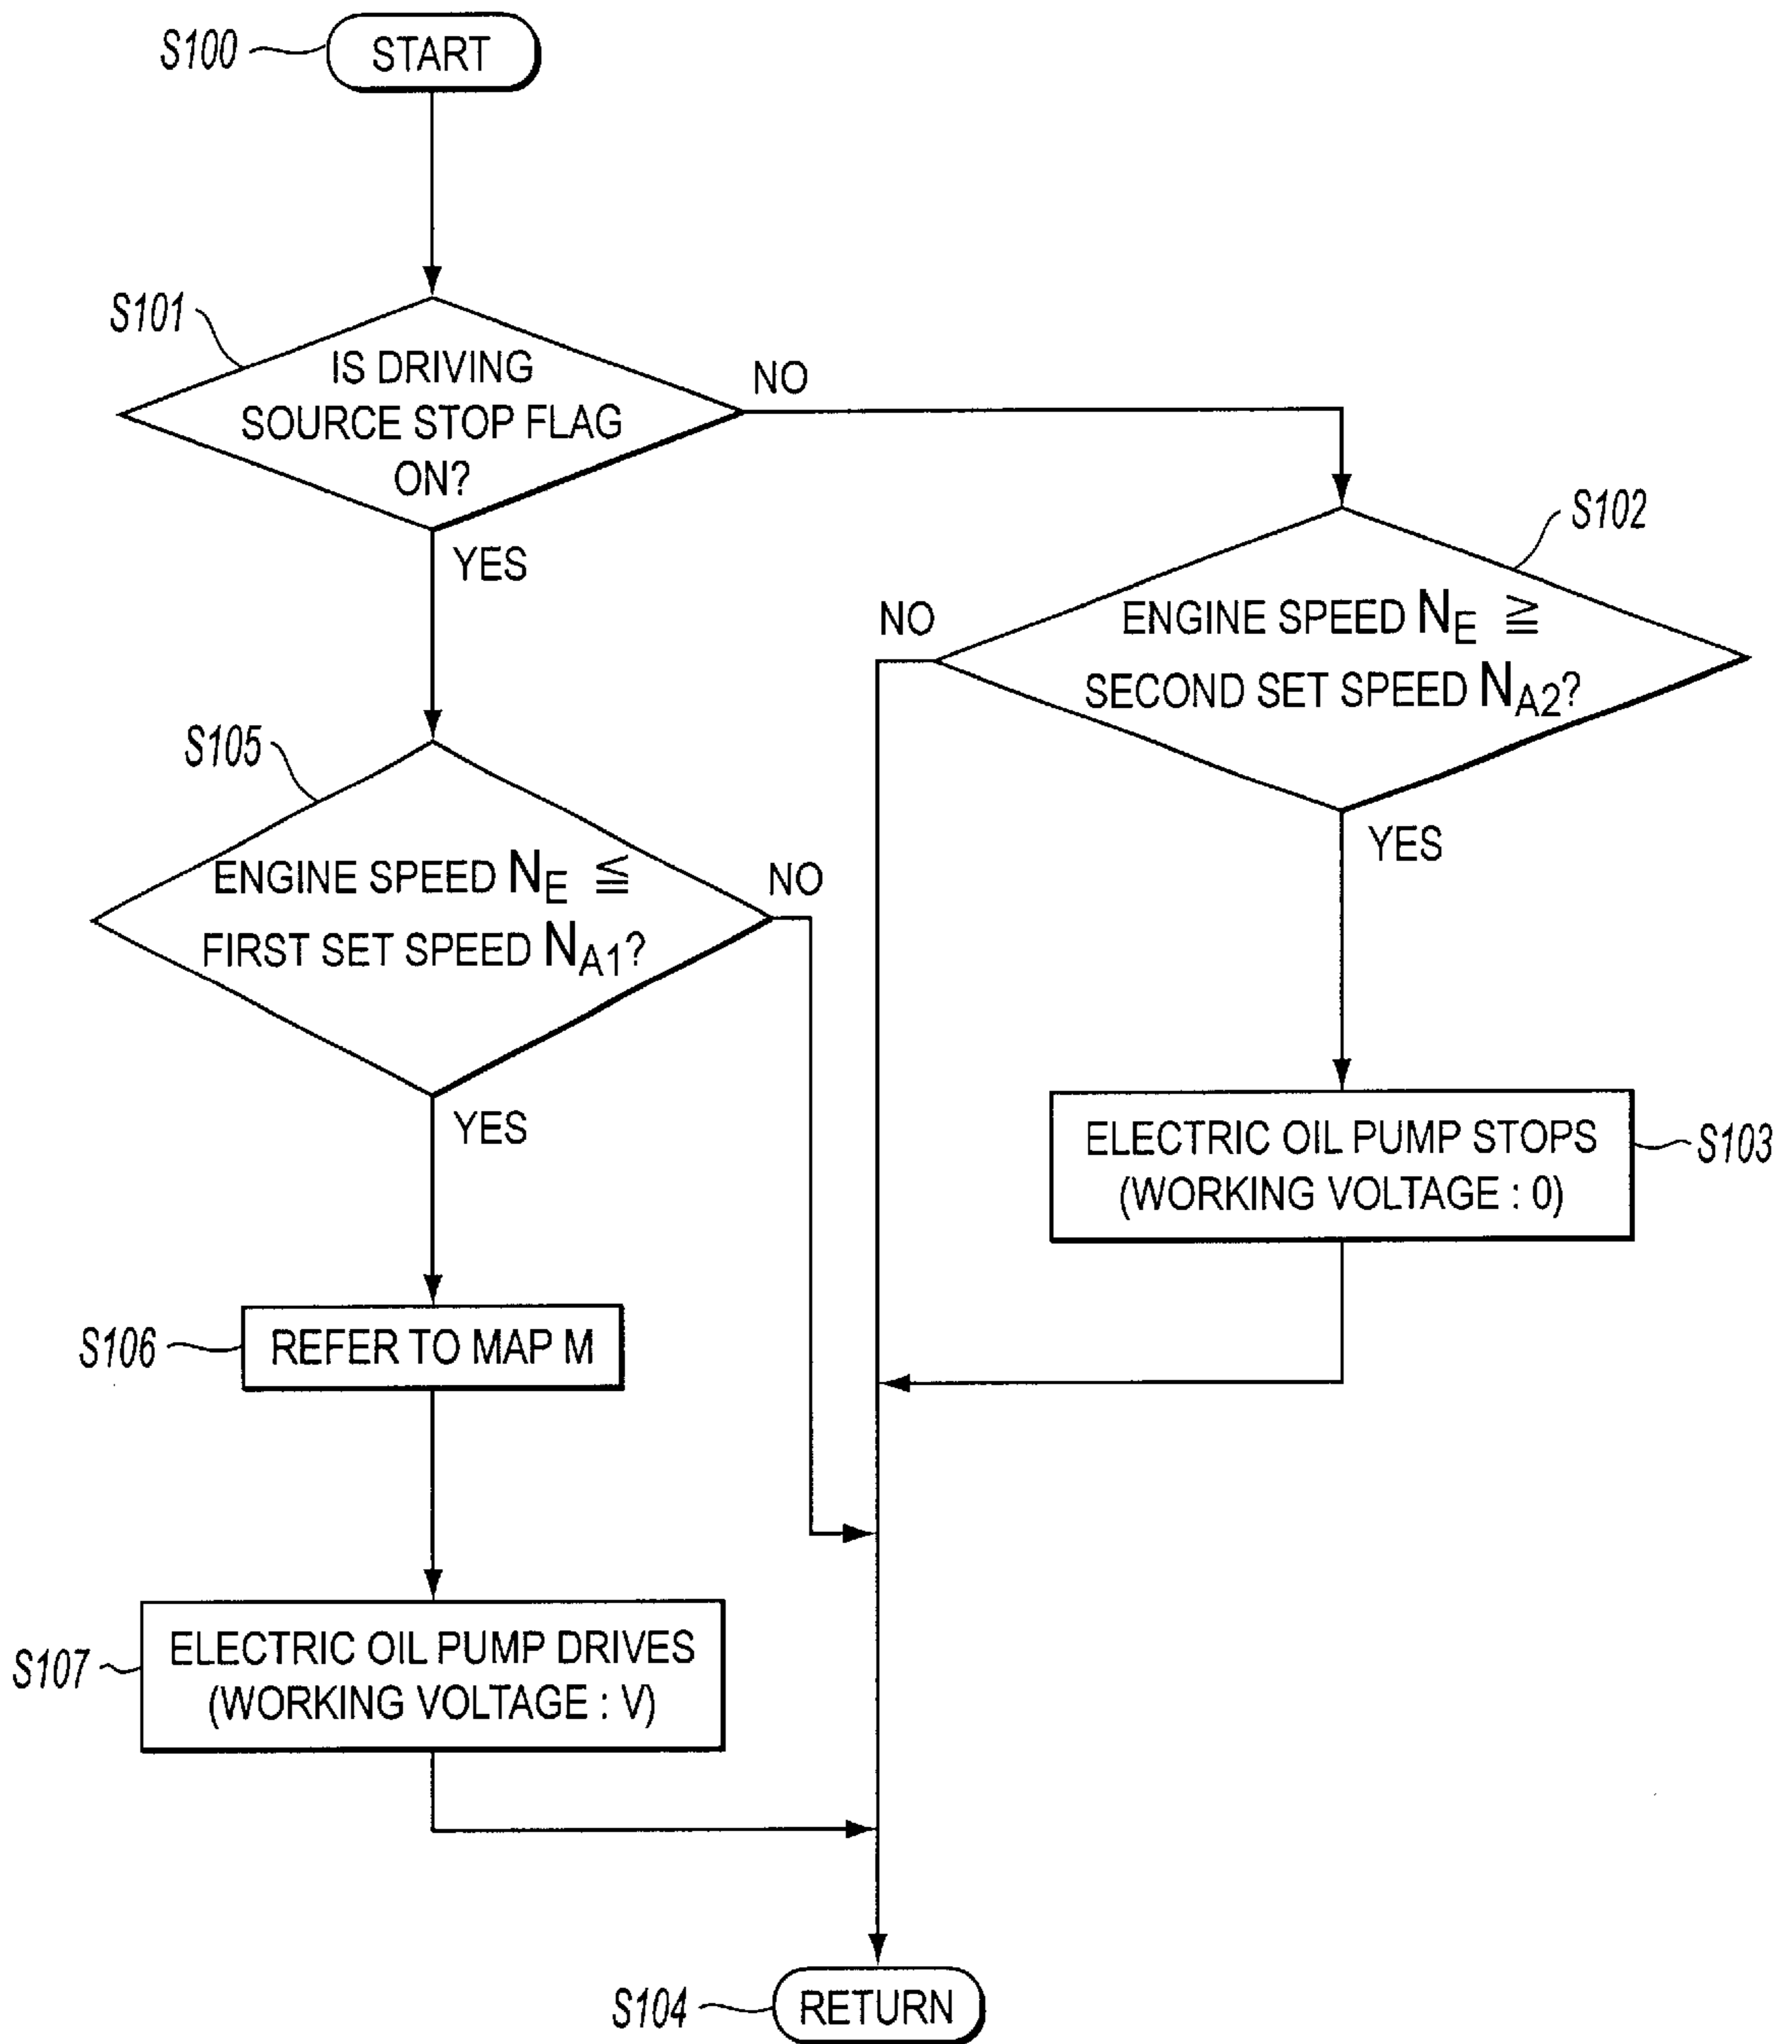 S100
START
S101
IS DRIVING
SOURCE STOP FLAG
ON?
NO
YES
S102
ENGINE SPEED NE ≧
SECOND SET SPEED NA2?
NO
YES
S105
ENGINE SPEED NE ≦
FIRST SET SPEED NA1?
NO
YES
ELECTRIC OIL PUMP STOPS
(WORKING VOLTAGE : 0)
S103
S106
REFER TO MAP M
S107
ELECTRIC OIL PUMP DRIVES
(WORKING VOLTAGE : V)
S104
RETURN